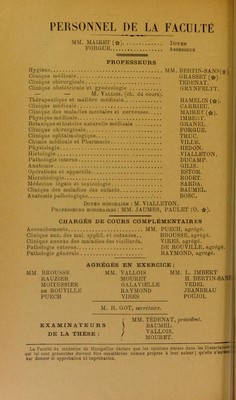 PERSONNEL DE LA FACULTÉ
MM. MAIRET (✻) ............ DOYEN
FORGUE ............ ASSESSEUR
PROFESSEURS
Hygiène ............ MM. BERTIN-SANS (✻)
Clinique médicale ............ GRASSET (✻).
Clinique chirurgicale ............ TEDENAT.
Clinique obstétricale et gynécologie ............ GRYNFELTT.
— — M. VALLOIS, (ch. du cours).
Thérapeutique et matière médicale ............ HAMELIN (✻).
Clinique médicale ............ CARRIEU.
Clinique des maladies mentales et nerveuses ............ MAIRET (✻).
Physique médicale ............ IMBERT.
Botanique et histoire naturelle médicale ............ GRANEL.
Clinique chirurgicale ............ FORGUE.
Clinique ophtalmologique ............ TRUC.
Chimie médicale et Pharmacie ............ VILLE.
Physiologie ............ HEDON.
Histologie ............ VIALLETON.
Pathologie interne ............ DUCAMP.
Anatomie ............ GILIS.
Opérations et appareils ............ ESTOR.
Microbiologie ............ RODET.
Médecine légale et toxicologie ............ SARDA.
Clinique des maladies des enfants ............ BAUMEL.
Anatomie pathologique ............ BOSC.
DOYEN HONORAIRE : M. VIALLETON.
PROFESSEURS HONORAIRES : MM. JAUMES, PAULET (O. ✻).
CHARGÉS DE COURS COMPLÉMENTAIRES
Accouchements ............ MM. PUECH, agrégé.
Clinique ann. des mal. syphil. et cutanées ............ BROUSSE, agrégé.
Clinique annexe des maladies des vieillards. VIRES, agrégé.
Pathologie externe ............ DE ROUVILLE, agrégé.
Pathologie générale ............ RAYMOND, agrégé.
AGRÉGÉS EN EXERCICE :
MM. BROUSSE MM. VALLOIS MM. L. IMBERT
RAUZIER MOURET H. BERTIN-SANS
MOITESSIER GALAVIELLE VEDEL
DE ROUVILLE RAYMOND JEANBRAU
PUECH VIRES POUJOL
M. H. GOT, secrétaire.
EXAMINATEURS DE LA THÈSE :
MM. TÉDENAT, président.
BAUMEL.
VALLOIS.
MOURET.
La Faculté de médecine de Montpellier déclare que les opinions émises dans les Dissertations
qui lui sont présentées doivent être considérées comme propres à leur auteur ; qu'elle n'entend
leur donner ni approbation ni improbation.